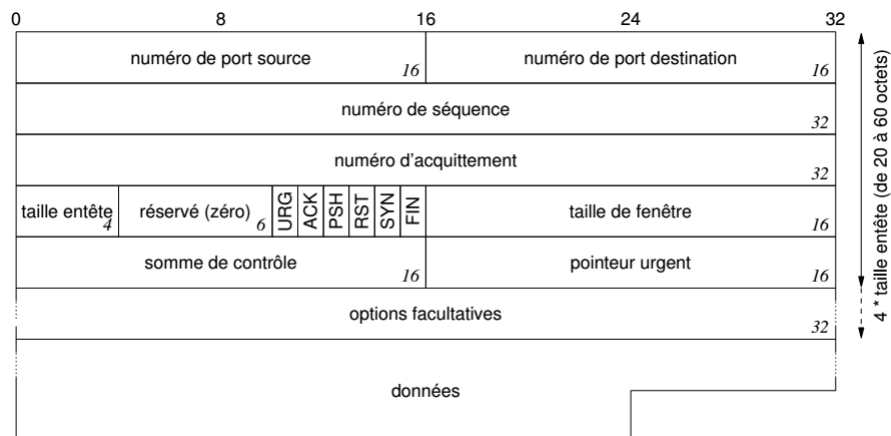 0 8 16 24 32
numéro de port source 16 numéro de port destination 16
numéro de séquence 32
numéro d'acquittement 32
taille entête 4 réservé (zéro) 6 URG ACK PSH RST SYN FIN taille de fenêtre 16
somme de contrôle 16 pointeur urgent 16
options facultatives 32
données
4 * taille entête (de 20 à 60 octets)